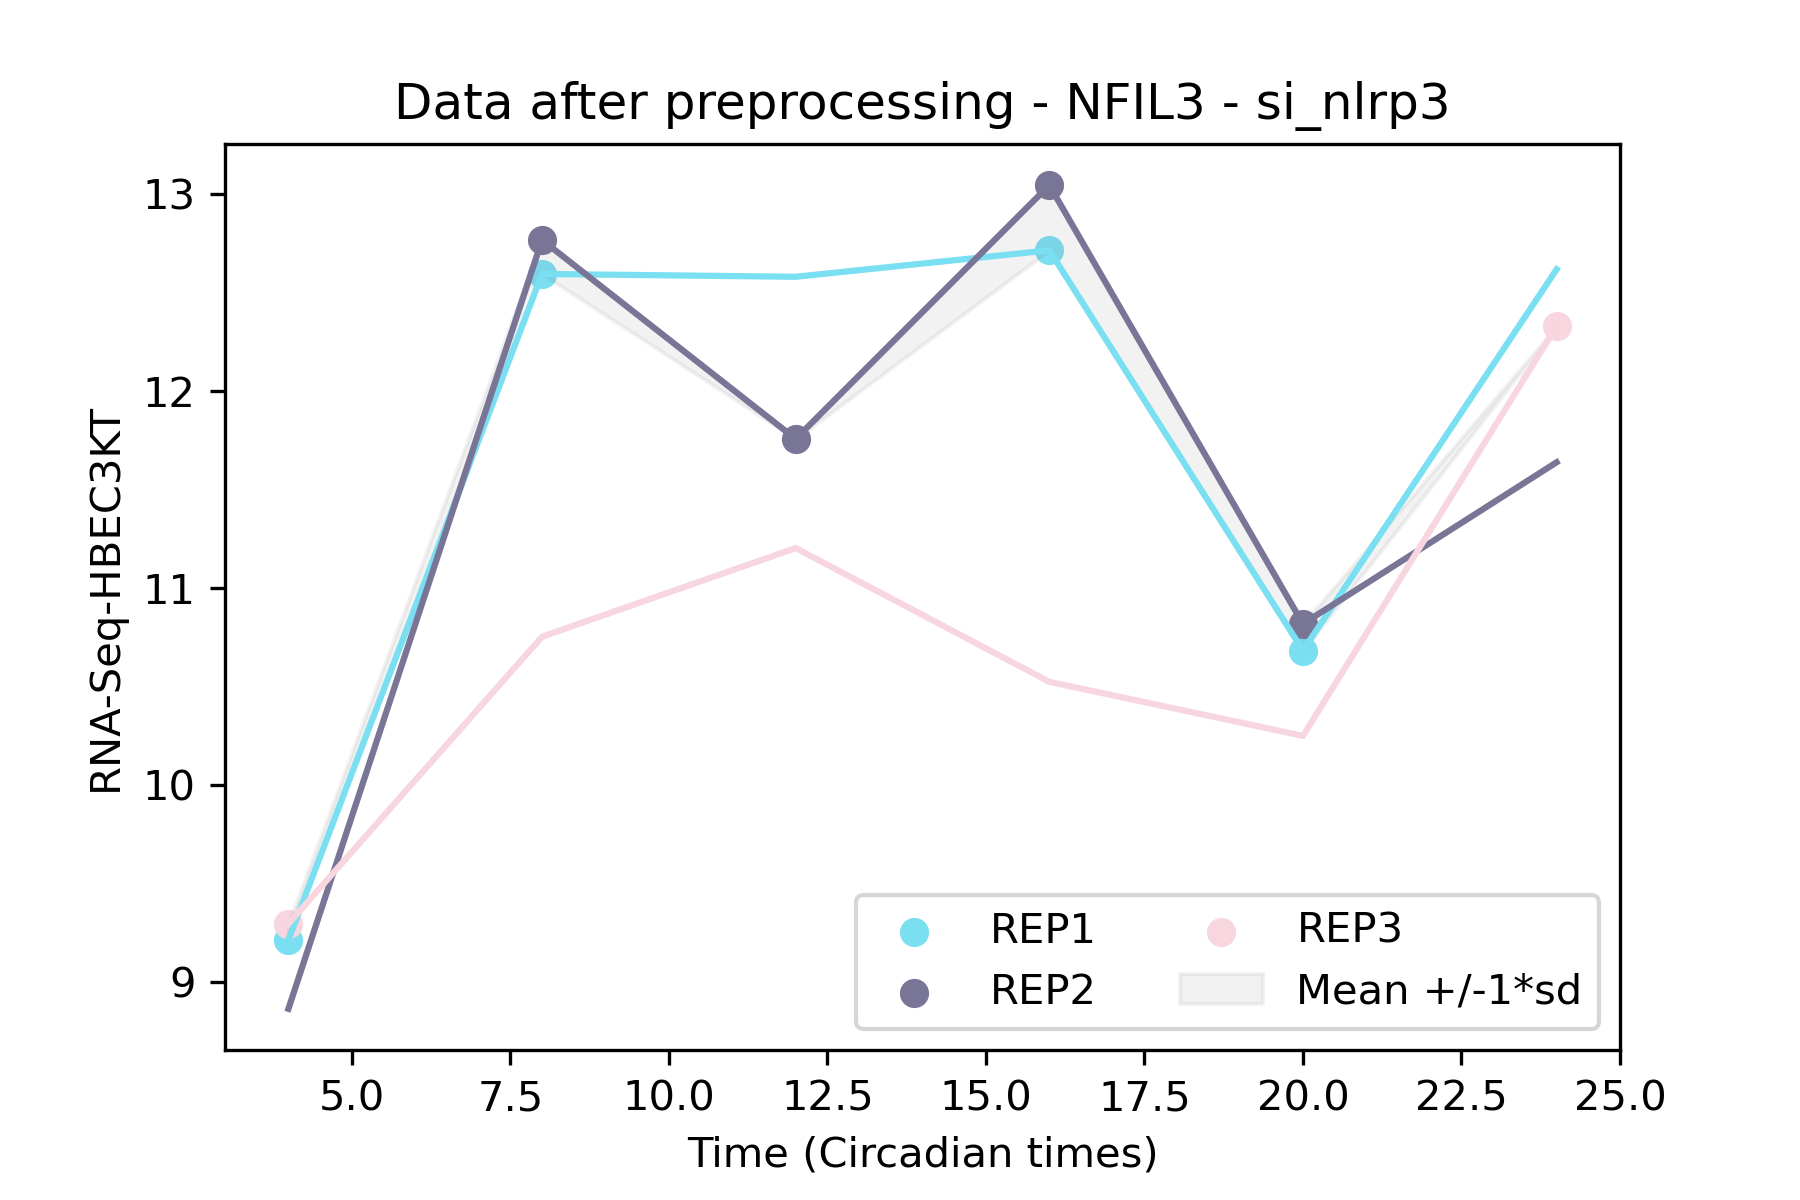 Data after preprocessing - NFIL3 - si_nlrp3
RNA-Seq-HBEC3KT
13
12
11
10
9
REP1
REP2
REP3
Mean +/-1*sd
5.0 7.5 10.0 12.5 15.0 17.5 20.0 22.5 25.0
Time (Circadian times)